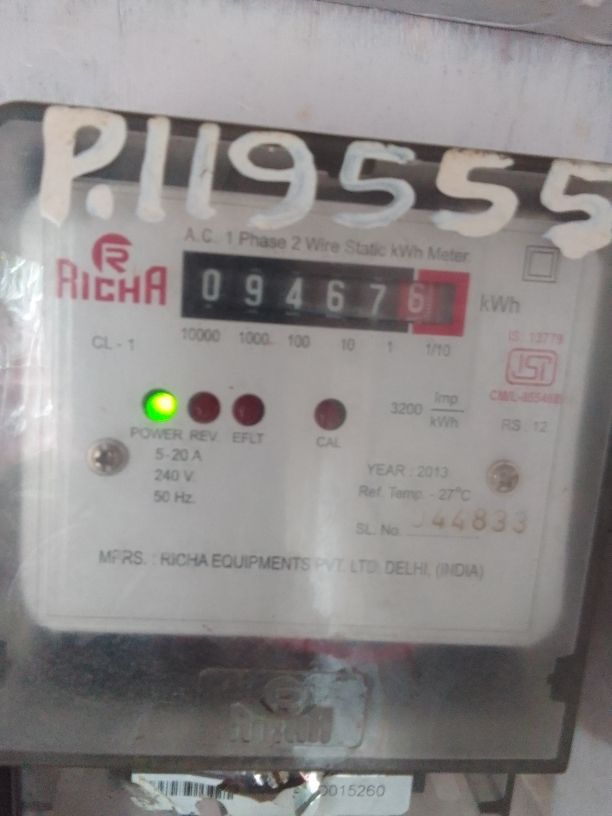 P.119555
A.C. 1 Phase 2 Wire Static kWh Meter
RICHA
0 9 4 6 7 6 kWh
CL - 1
10000 1000 100 10 1 1/10
IS : 13779
ISI
3200 Imp/kWh
RS 12
POWER REV. EFLT CAL
5-20 A
240 V.
50 Hz.
YEAR : 2013
Ref. Temp. - 27°C
SL. No. 44833
MFRS. : RICHA EQUIPMENTS PVT. LTD. DELHI, (INDIA)
0015260